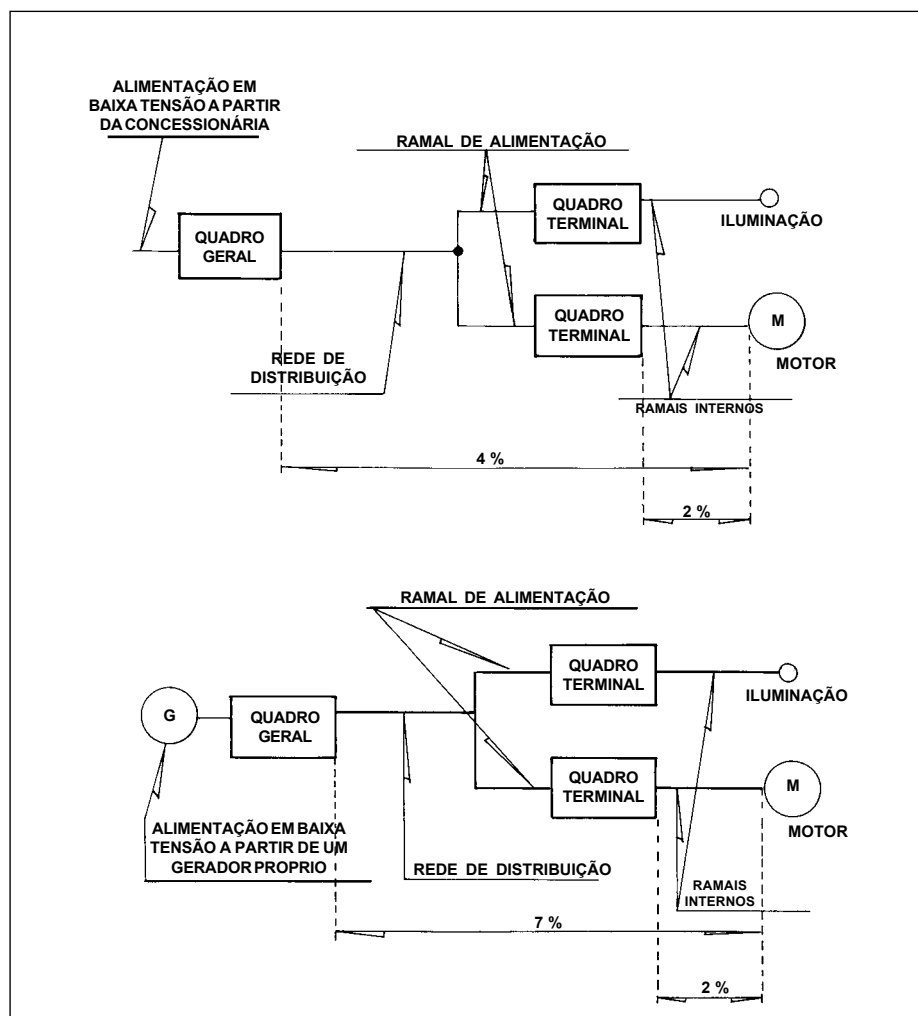 ALIMENTAÇÃO EM
BAIXA TENSÃO A PARTIR
DA CONCESSIONÁRIA
RAMAL DE ALIMENTAÇÃO
QUADRO
GERAL
QUADRO
TERMINAL
ILUMINAÇÃO
QUADRO
TERMINAL
M
MOTOR
REDE DE
DISTRIBUIÇÃO
RAMAIS INTERNOS
4 %
2 %
RAMAL DE ALIMENTAÇÃO
G
QUADRO
GERAL
QUADRO
TERMINAL
ILUMINAÇÃO
QUADRO
TERMINAL
M
MOTOR
ALIMENTAÇÃO EM BAIXA
TENSÃO A PARTIR DE UM
GERADOR PROPRIO
REDE DE DISTRIBUIÇÃO
RAMAIS
INTERNOS
7 %
2 %